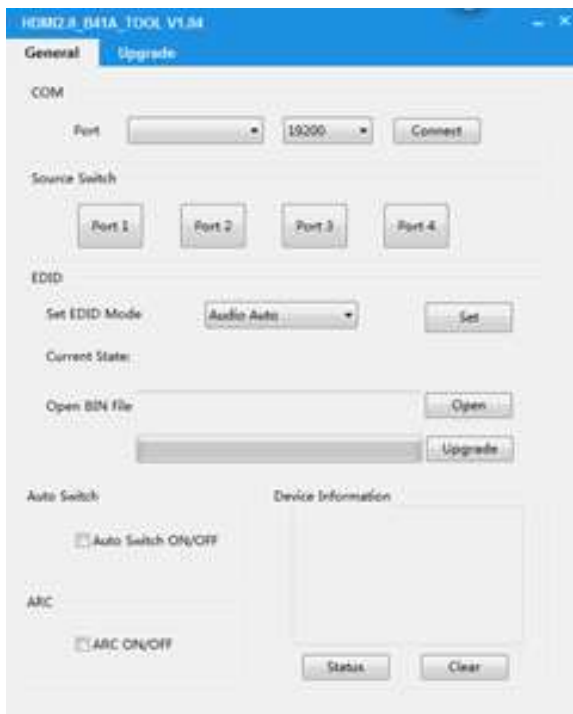 HDMI2.0_B41A_TOOL V1.84
General Upgrade
COM
Port 19200 Connect
Source Switch
Port 1 Port 2 Port 3 Port 4
EDID
Set EDID Mode Audio Auto Set
Current State:
Open BIN file Open
Upgrade
Auto Switch Device Information
Auto Switch ON/OFF
ARC
ARC ON/OFF
Status Clear